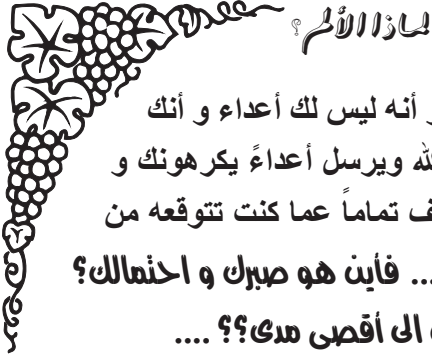 لماذا الألم ؟
أنه ليس لك أعداء و أنك
ويرسل أعداءً يكرهونك و
تماماً عما كنت تتوقعه من
... فأين هو صبرك و احتمالك؟
الى أقصى مدى؟؟ ....